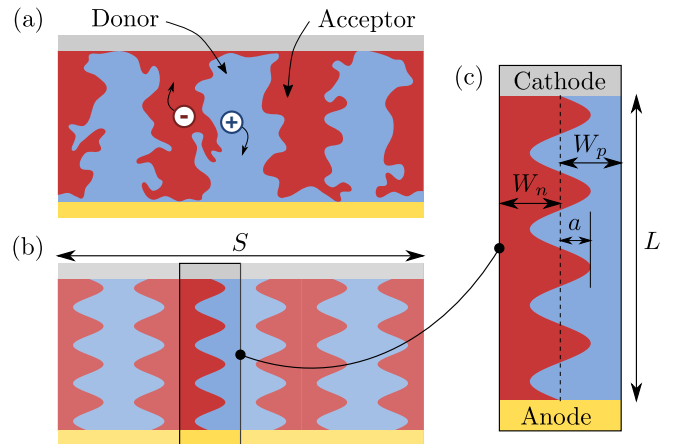 (a)
Donor
Acceptor
-
+
(b)
S
(c)
Cathode
W_p
W_n
a
L
Anode